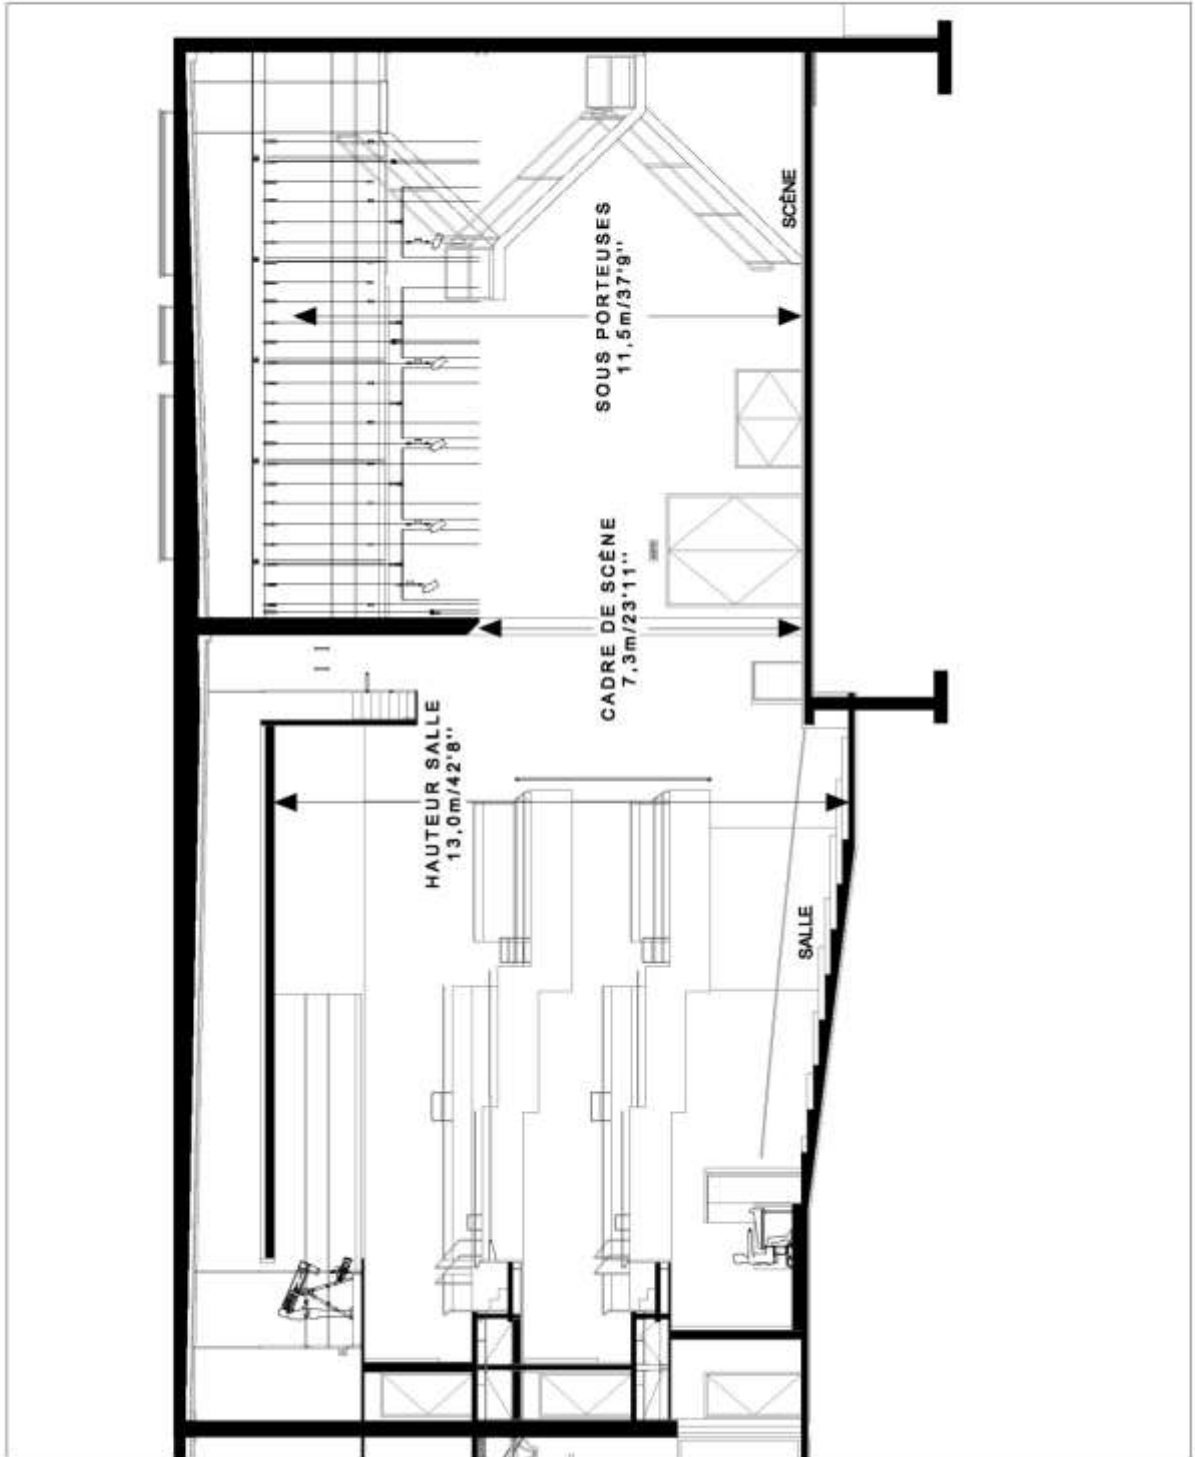 SCÈNE
SOUS PORTEUSES
11,5m/37'9''
CADRE DE SCÈNE
7,3m/23'11''
HAUTEUR SALLE
13,0m/42'8''
SALLE